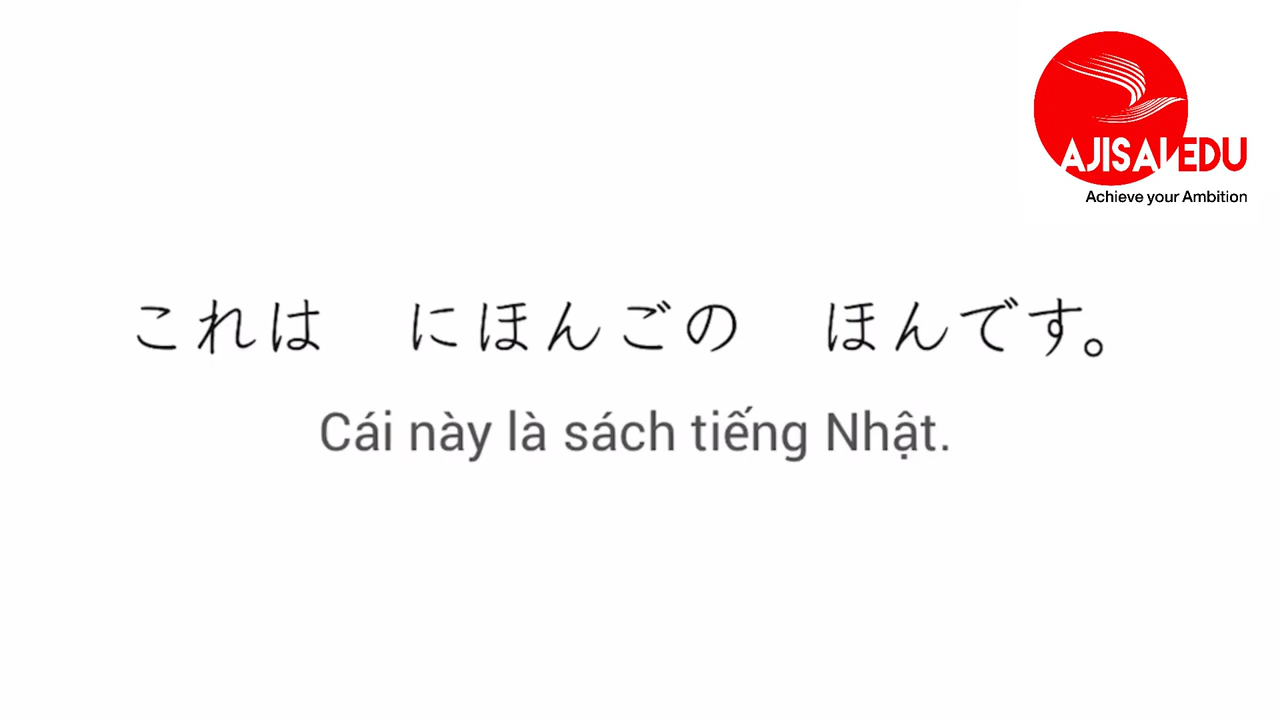 AJISAI EDU
Achieve your Ambition
これは　にほんごの　ほんです。
Cái này là sách tiếng Nhật.